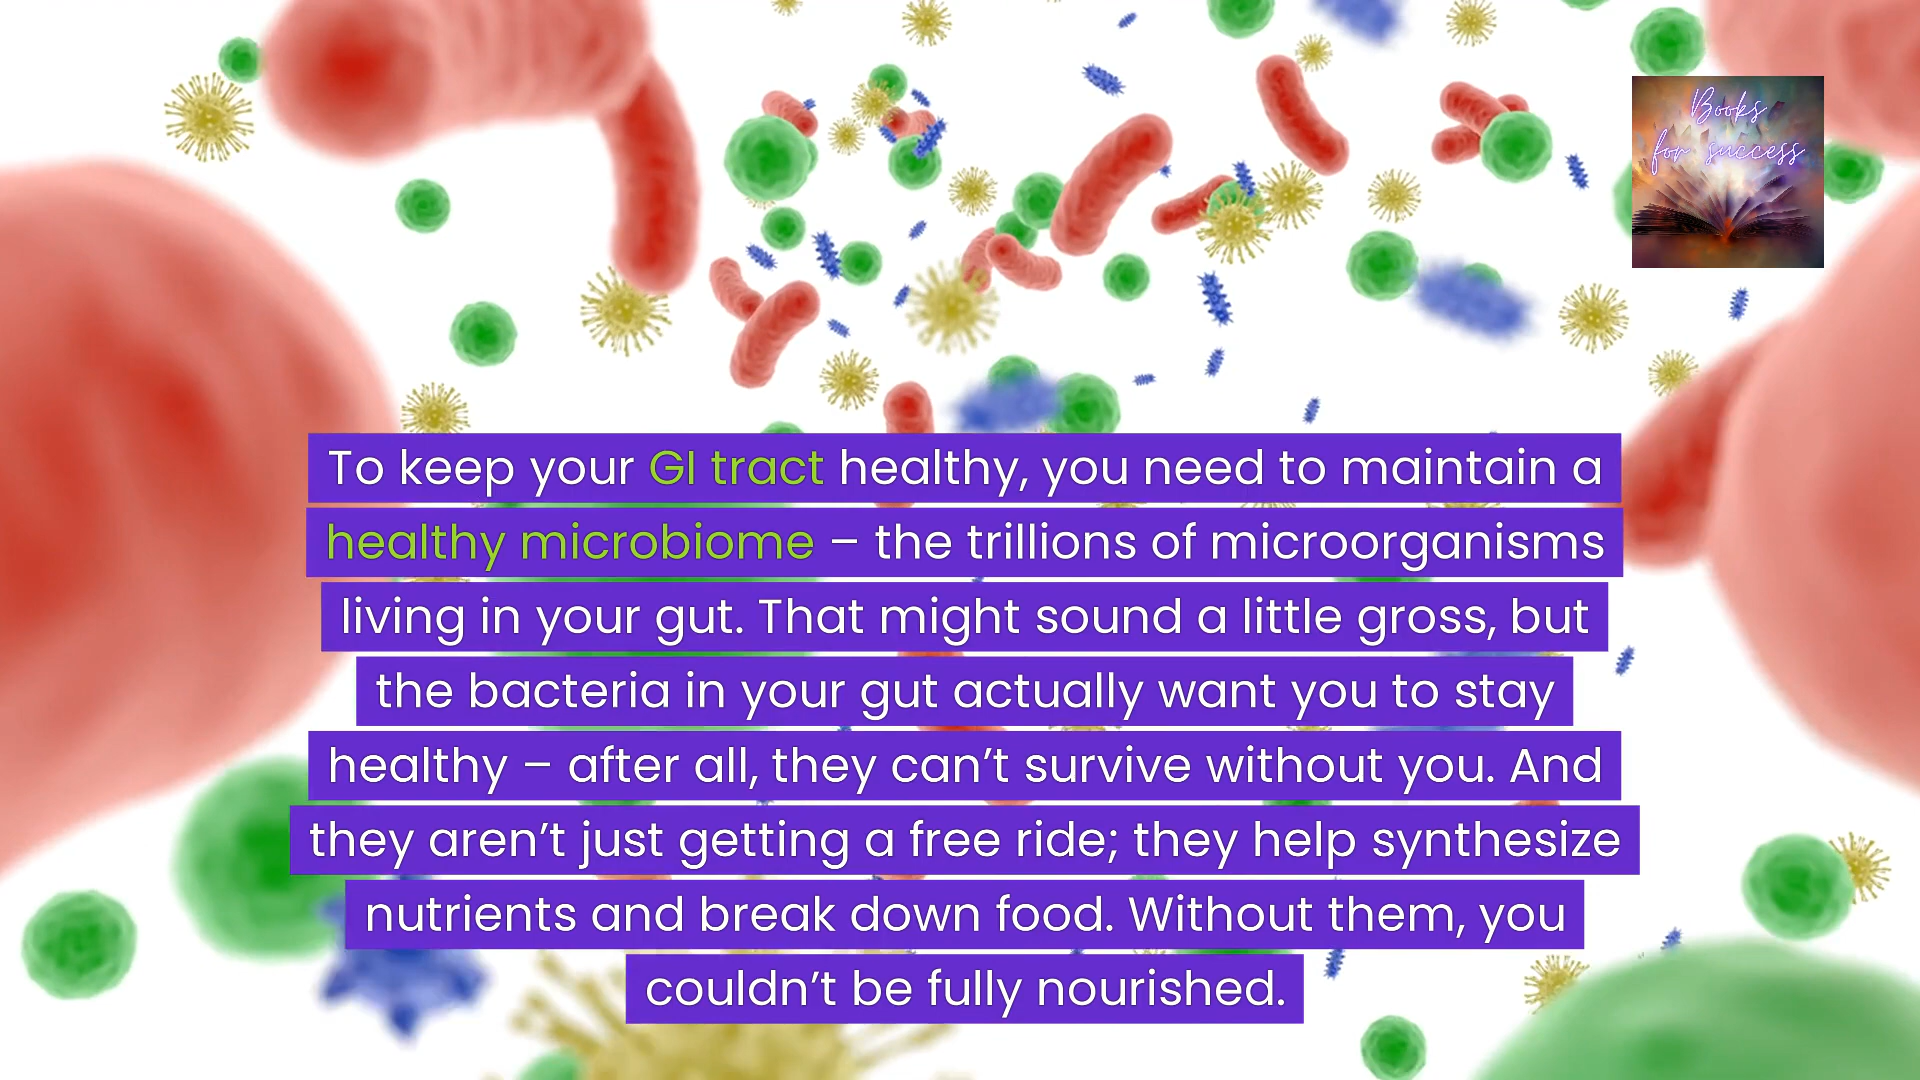 Books
for success
To keep your GI tract healthy, you need to maintain a
healthy microbiome – the trillions of microorganisms
living in your gut. That might sound a little gross, but
the bacteria in your gut actually want you to stay
healthy – after all, they can’t survive without you. And
they aren’t just getting a free ride; they help synthesize
nutrients and break down food. Without them, you
couldn’t be fully nourished.